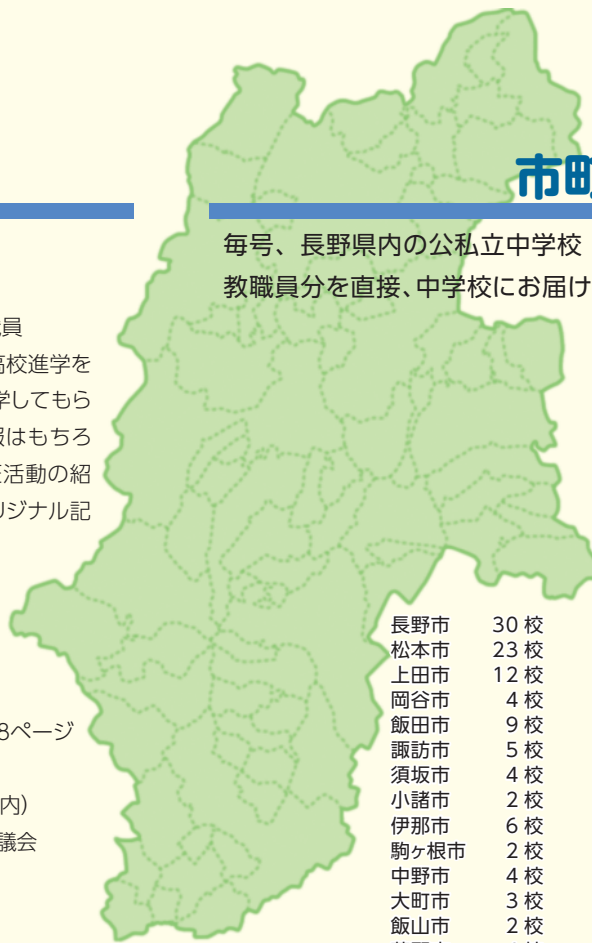 市町
毎号、長野県内の公私立中学校
教職員分を直接、中学校にお届け
員
高校進学を
学してもら
報はもちろ
活動の紹
リジナル記
8ページ
内)
議会
長野市 30校
松本市 23校
上田市 12校
岡谷市 4校
飯田市 9校
諏訪市 5校
須坂市 4校
小諸市 2校
伊那市 6校
駒ヶ根市 2校
中野市 4校
大町市 3校
飯山市 2校